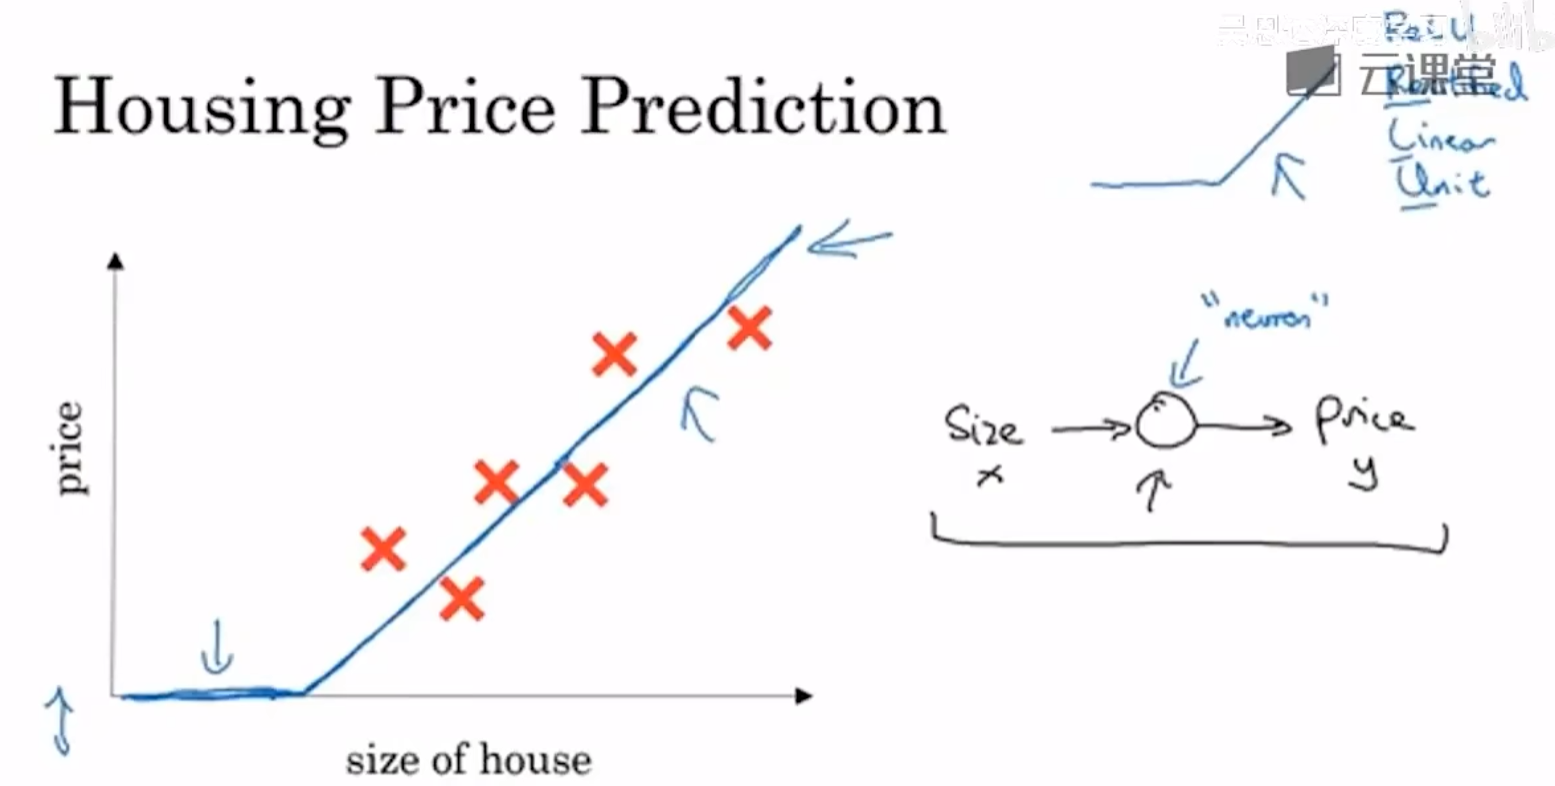 Housing Price Prediction
ReLU
云课堂
Rectified
Linear
Unit
"neuron"
Size
Price
x
y
price
size of house